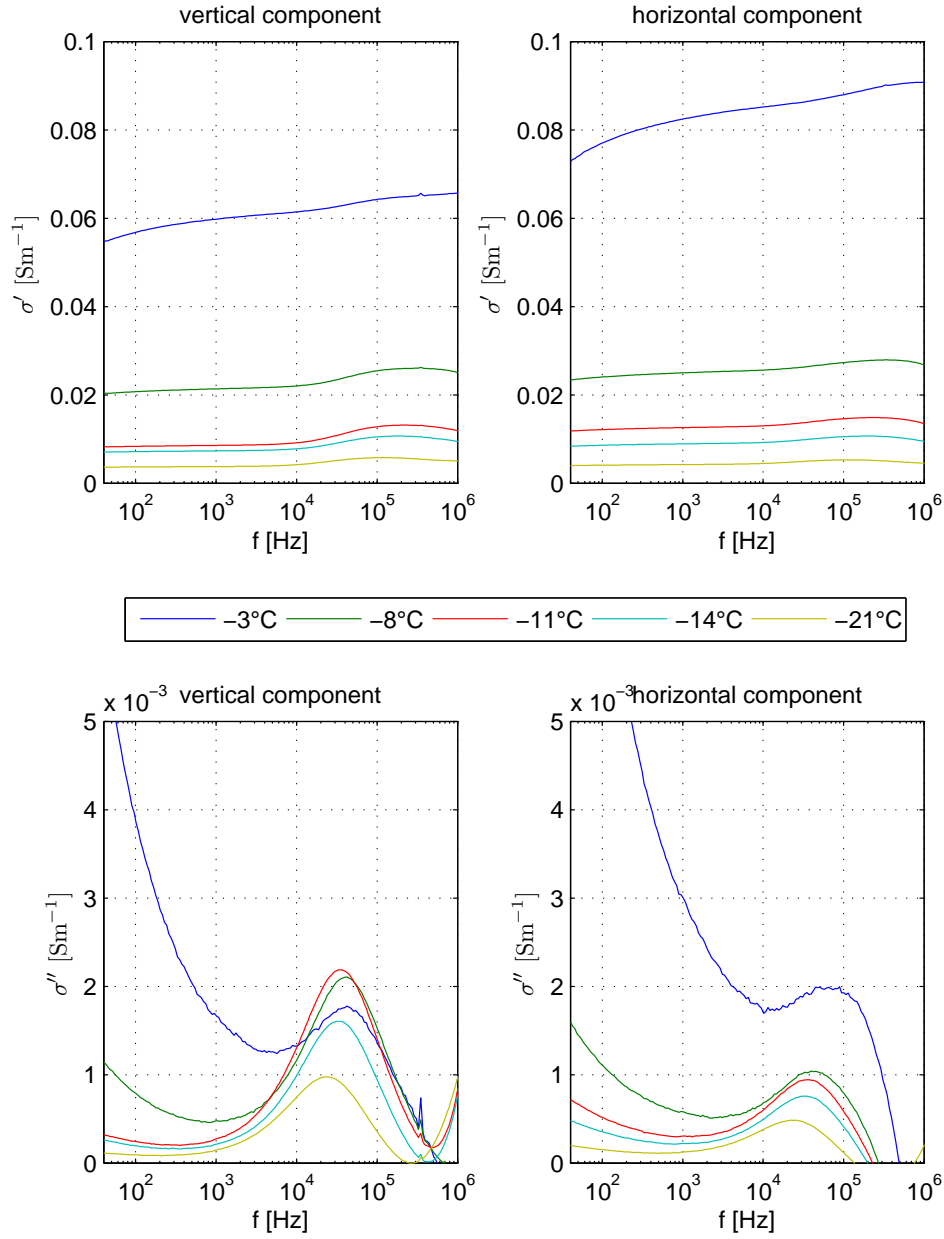 vertical component
horizontal component
0.1
0.08
0.06
0.04
0.02
0
σ′ [Sm⁻¹]
10² 10³ 10⁴ 10⁵ 10⁶
f [Hz]
0.1
0.08
0.06
0.04
0.02
0
σ′ [Sm⁻¹]
10² 10³ 10⁴ 10⁵ 10⁶
f [Hz]
−3°C −8°C −11°C −14°C −21°C
x 10⁻³ vertical component
x 10⁻³ horizontal component
5
4
3
2
1
0
σ′′ [Sm⁻¹]
10² 10³ 10⁴ 10⁵ 10⁶
f [Hz]
5
4
3
2
1
0
σ′′ [Sm⁻¹]
10² 10³ 10⁴ 10⁵ 10⁶
f [Hz]